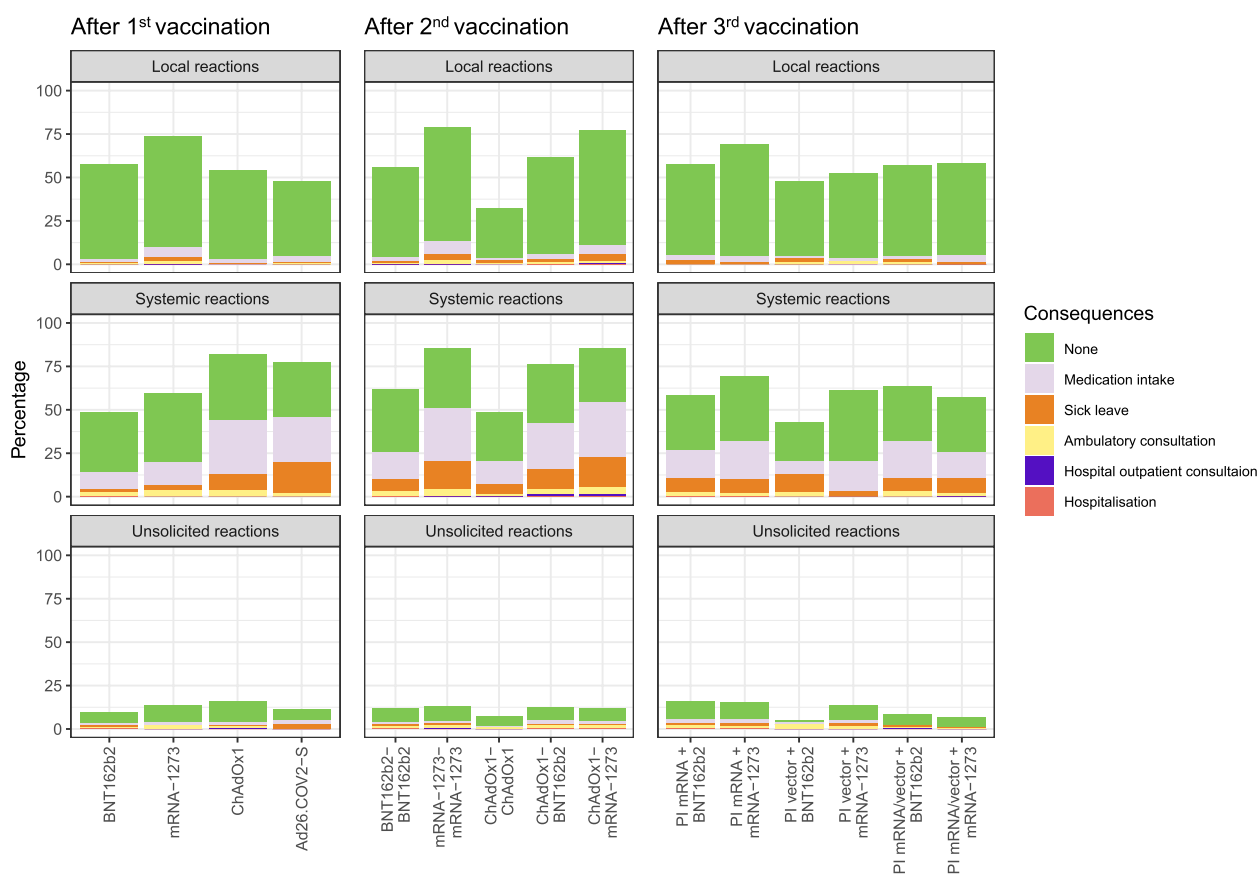 After 1st vaccination
After 2nd vaccination
After 3rd vaccination
Local reactions
Local reactions
Local reactions
100
75
50
25
0
Systemic reactions
Systemic reactions
Systemic reactions
100
75
50
25
0
Percentage
Unsolicited reactions
Unsolicited reactions
Unsolicited reactions
100
75
50
25
0
BNT162b2
mRNA−1273
ChAdOx1
Ad26.COV2−S
BNT162b2−
BNT162b2
mRNA−1273−
mRNA−1273
ChAdOx1−
ChAdOx1
ChAdOx1−
BNT162b2
ChAdOx1−
mRNA−1273
PI mRNA +
BNT162b2
PI mRNA +
mRNA−1273
PI vector +
BNT162b2
PI vector +
mRNA−1273
PI mRNA/vector +
BNT162b2
PI mRNA/vector +
mRNA−1273
Consequences
None
Medication intake
Sick leave
Ambulatory consultation
Hospital outpatient consultaion
Hospitalisation